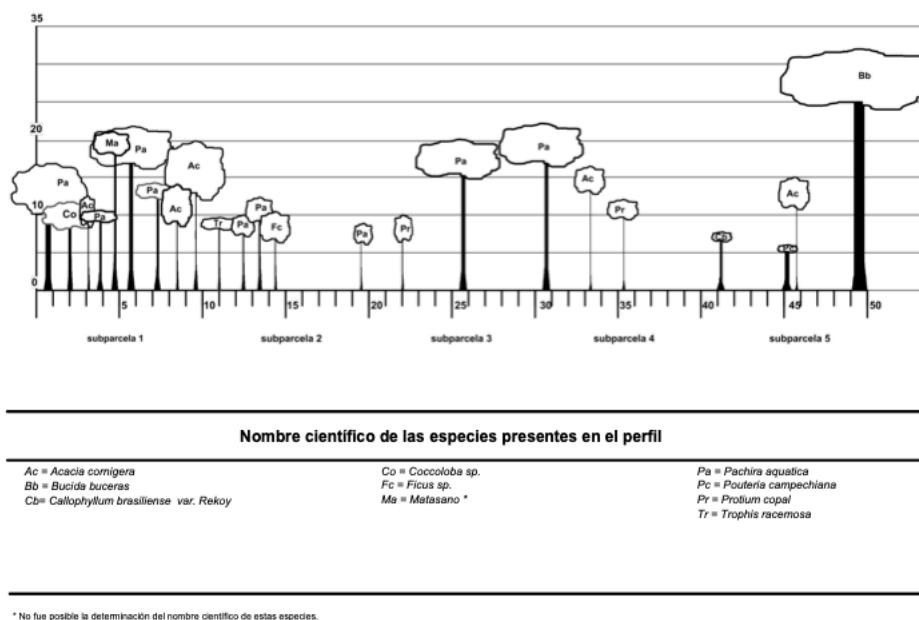 35
Bb
20
Ma
Pa
Ac
Pa
Pa
Pa
Pa
Ac
Ac
Pa
Ac
Ac
10
Co
Pa
Pr
Pa
Tr
Pa
Fc
Pa
Pr
Cb
Pc
0
5 10 15 20 25 30 35 40 45 50
subparcela 1 subparcela 2 subparcela 3 subparcela 4 subparcela 5
Nombre científico de las especies presentes en el perfil
Ac = Acacia cornigera Co = Coccoloba sp. Pa = Pachira aquatica
Bb = Bucida buceras Fc = Ficus sp. Pc = Pouteria campechiana
Cb= Callophyllum brasiliense var. Rekoy Ma = Matasano * Pr = Protium copal
Tr = Trophis racemosa
* No fue posible la determinación del nombre científico de estas especies.